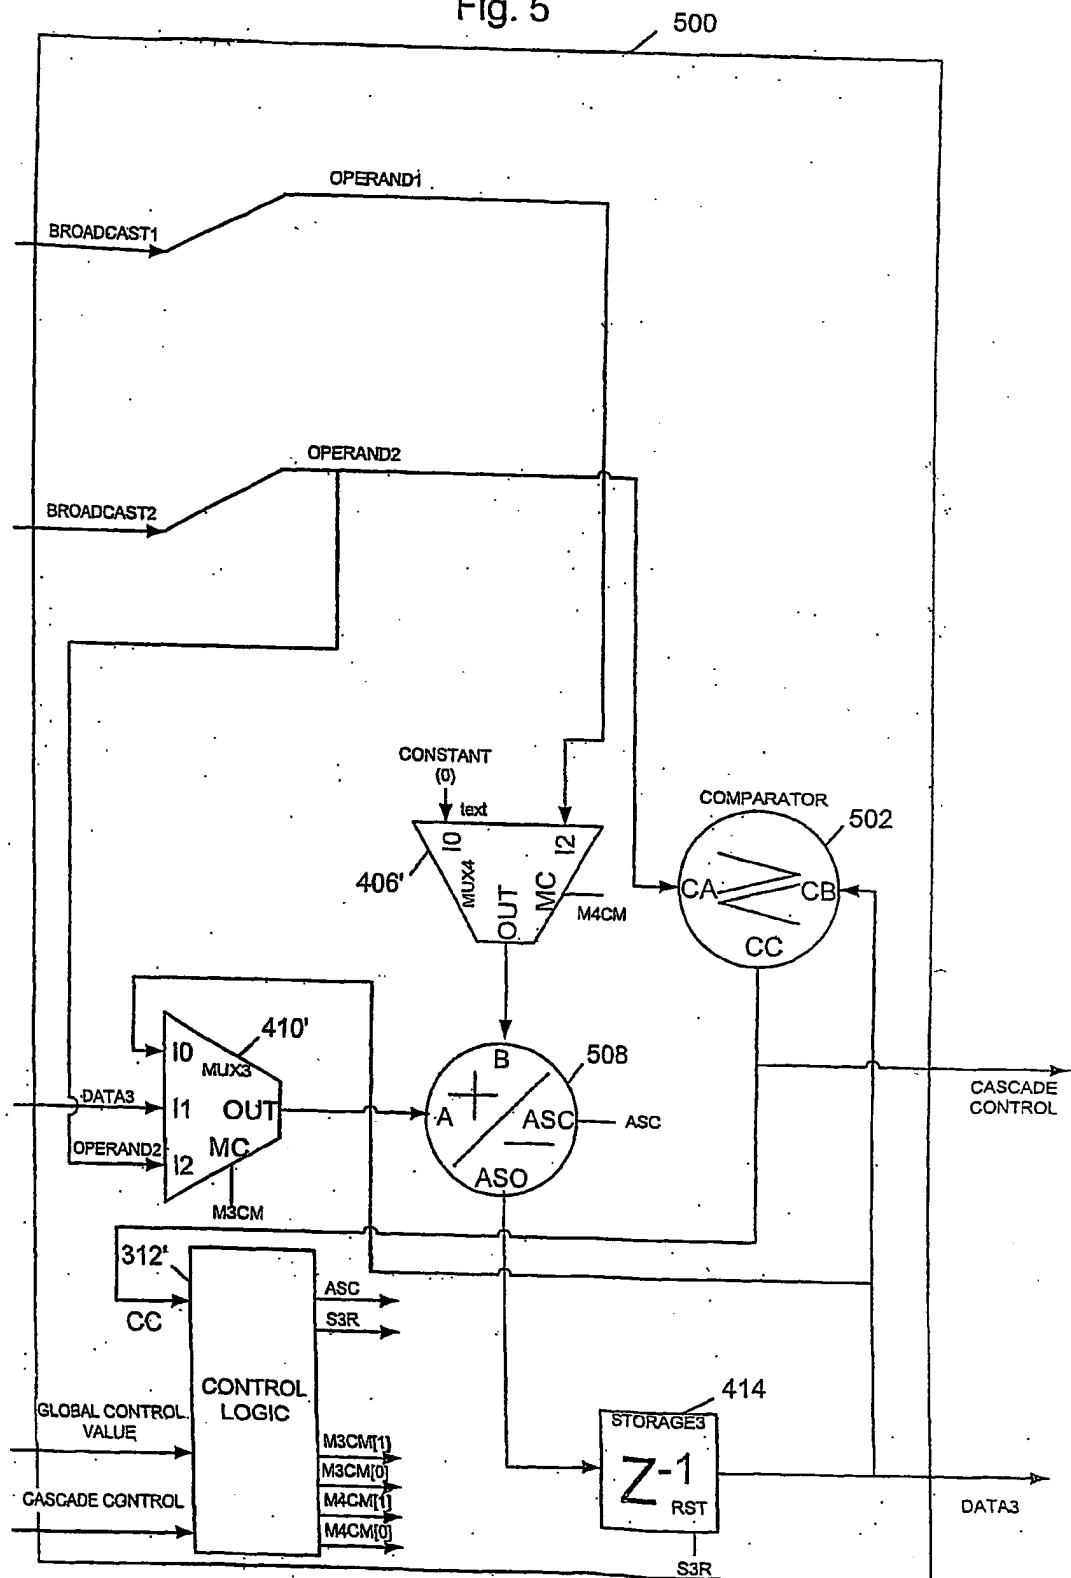 Fig. 5
500
OPERAND1
BROADCAST1
OPERAND2
BROADCAST2
CONSTANT
(0)
text
I0
I2
MUX4
OUT
MC
406'
M4CM
COMPARATOR
502
CA
CB
CC
410'
I0
MUX3
DATA3
I1
OUT
OPERAND2
I2
MC
M3CM
508
B
A
+
ASC
ASC
−
ASO
CASCADE
CONTROL
312'
CC
CONTROL
LOGIC
ASC
S3R
GLOBAL CONTROL
VALUE
CASCADE CONTROL
M3CM[1]
M3CM[0]
M4CM[1]
M4CM[0]
414
STORAGE3
Z-1
RST
S3R
DATA3